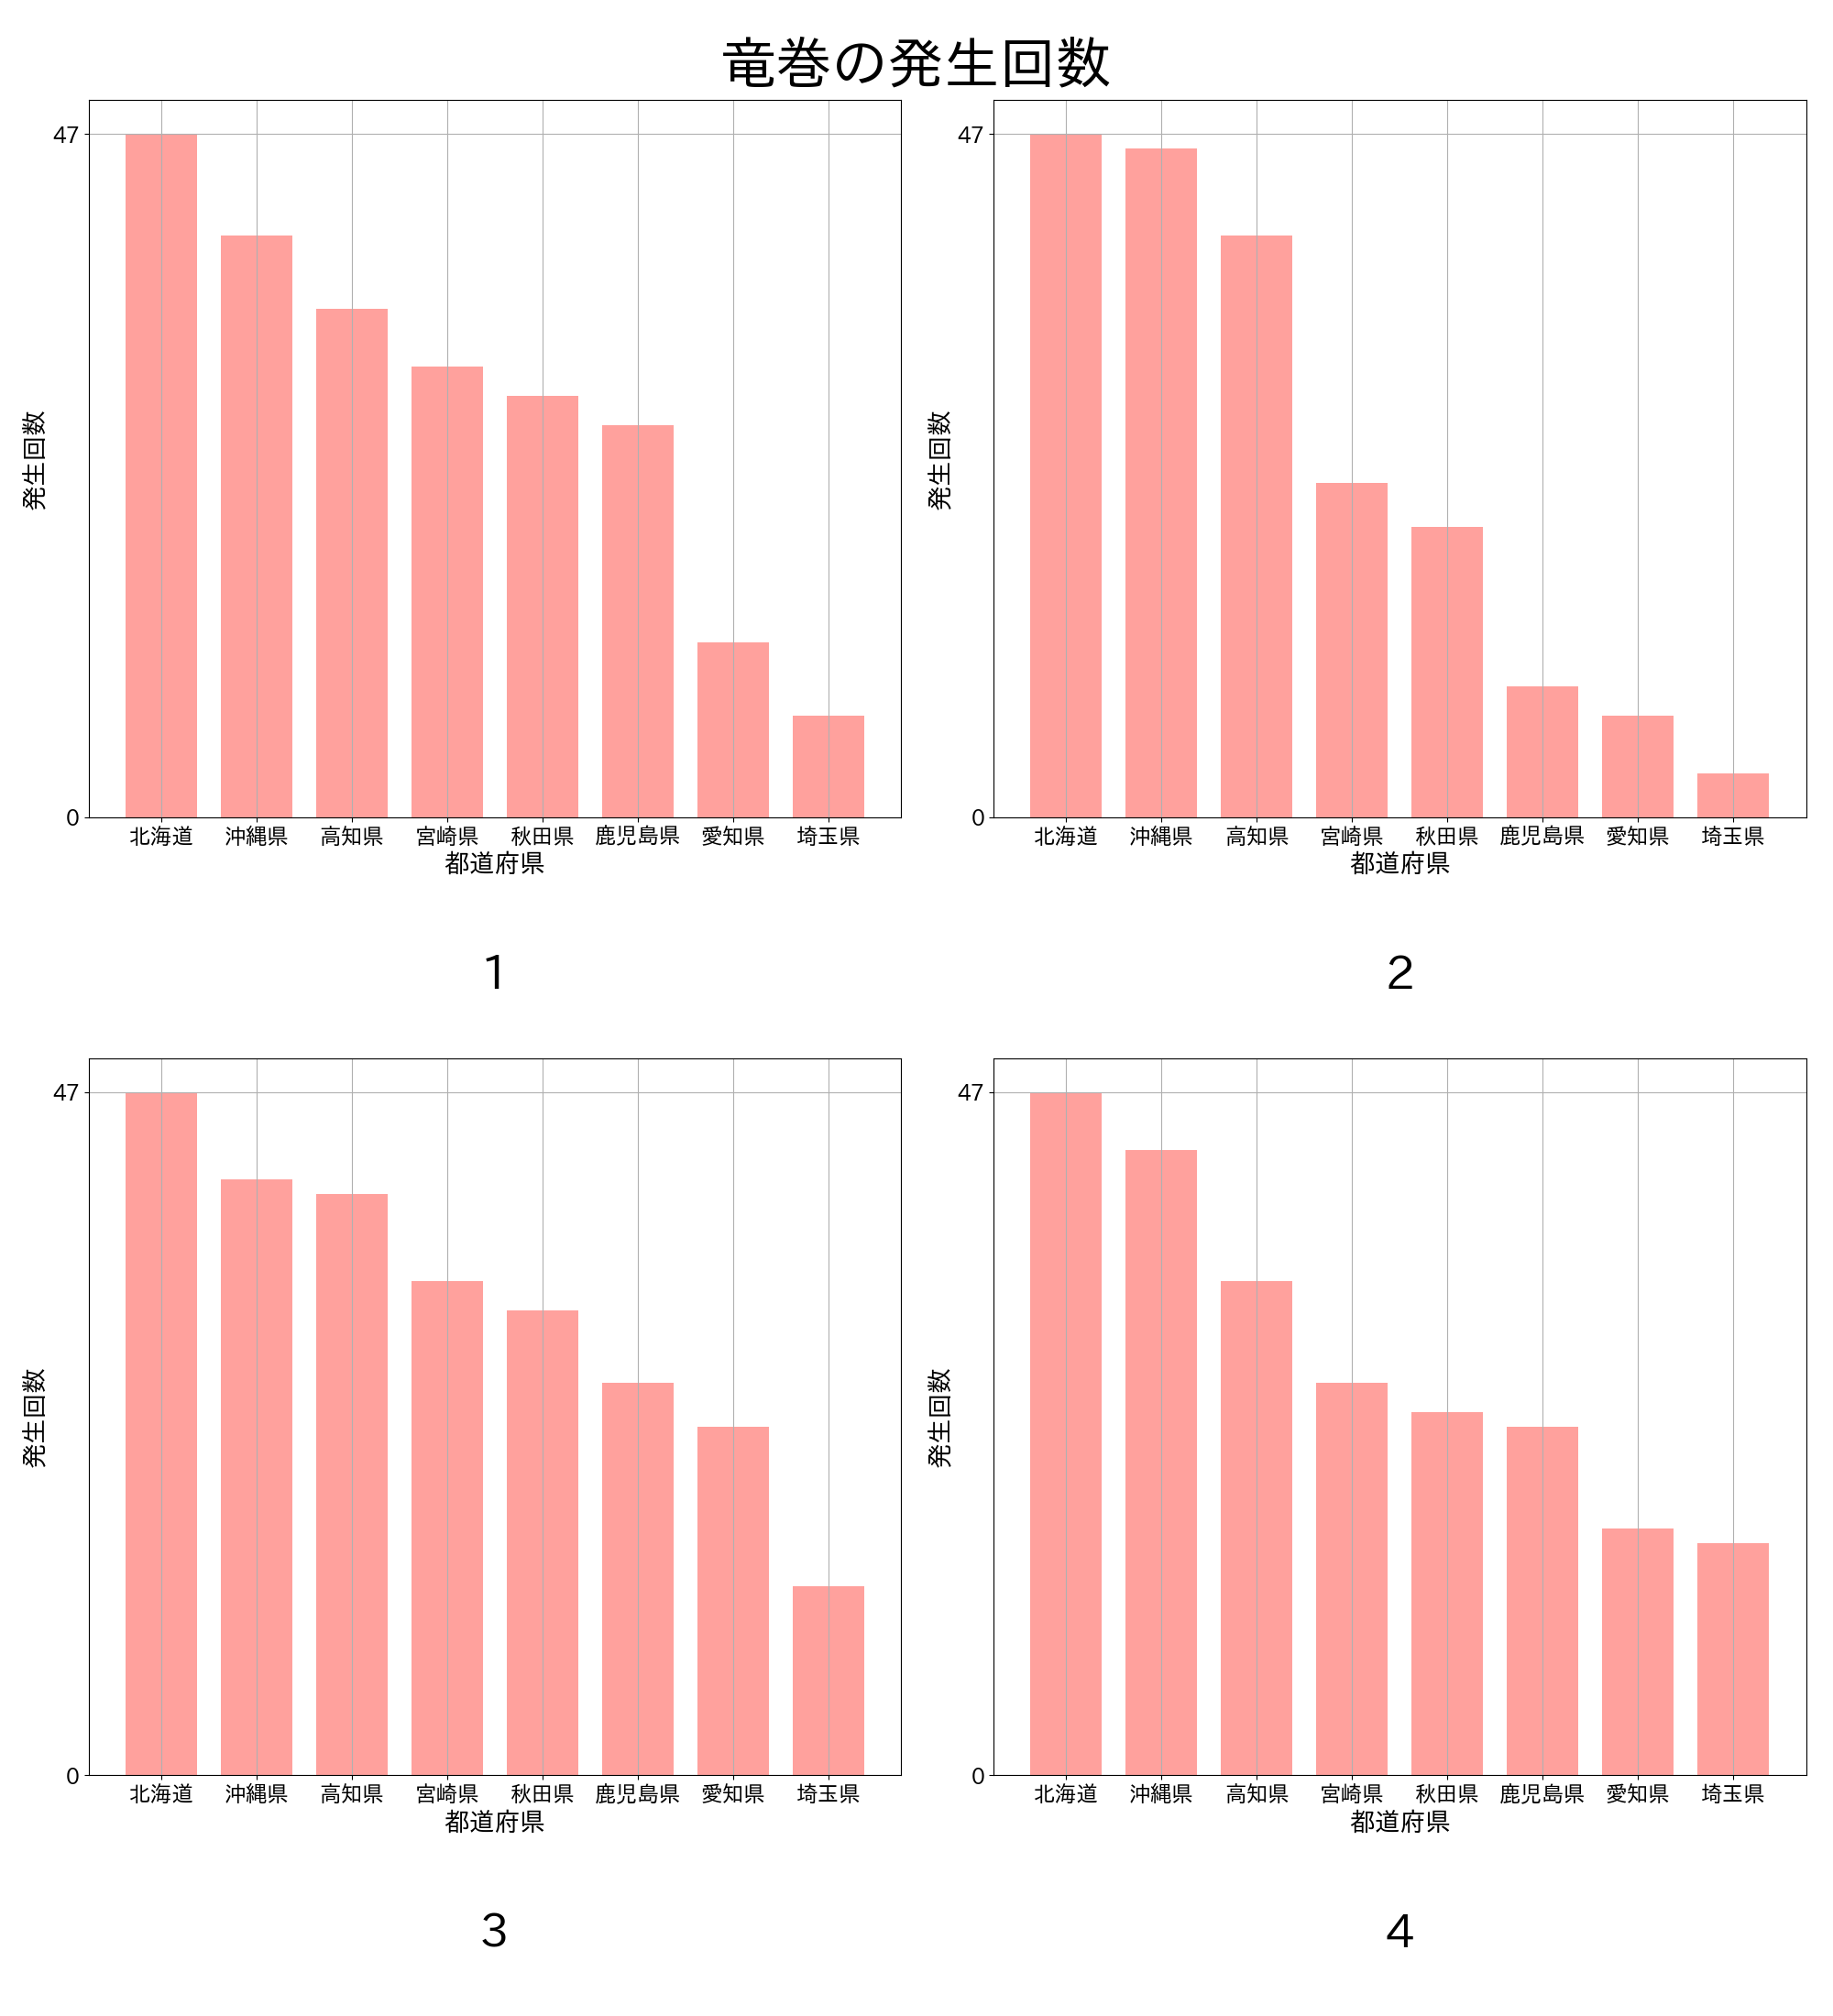 竜巻の発生回数
47
0
発生回数
北海道 沖縄県 高知県 宮崎県 秋田県 鹿児島県 愛知県 埼玉県
都道府県
1
47
0
発生回数
北海道 沖縄県 高知県 宮崎県 秋田県 鹿児島県 愛知県 埼玉県
都道府県
2
47
0
発生回数
北海道 沖縄県 高知県 宮崎県 秋田県 鹿児島県 愛知県 埼玉県
都道府県
3
47
0
発生回数
北海道 沖縄県 高知県 宮崎県 秋田県 鹿児島県 愛知県 埼玉県
都道府県
4